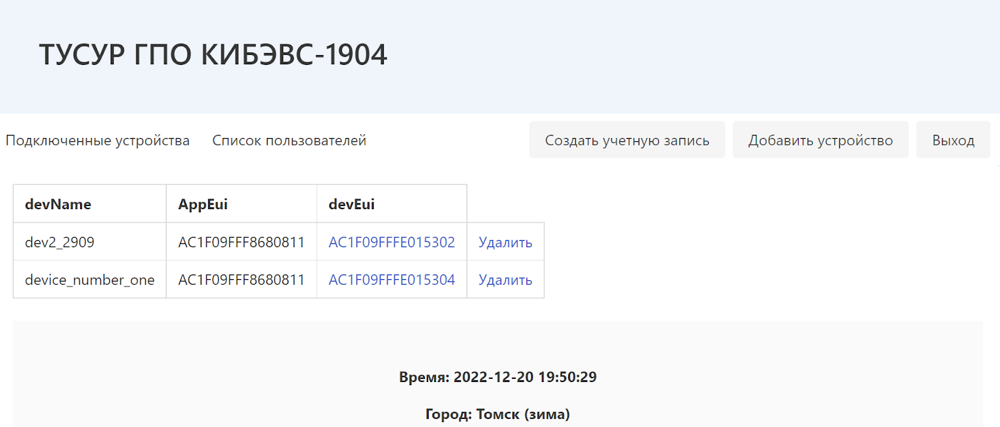 ТУСУР ГПО КИБЭВС-1904
Подключенные устройства Список пользователей Создать учетную запись Добавить устройство Выход
devName AppEui devEui
dev2_2909 AC1F09FFF8680811 AC1F09FFFE015302 Удалить
device_number_one AC1F09FFF8680811 AC1F09FFFE015304 Удалить
Время: 2022-12-20 19:50:29
Город: Томск (зима)